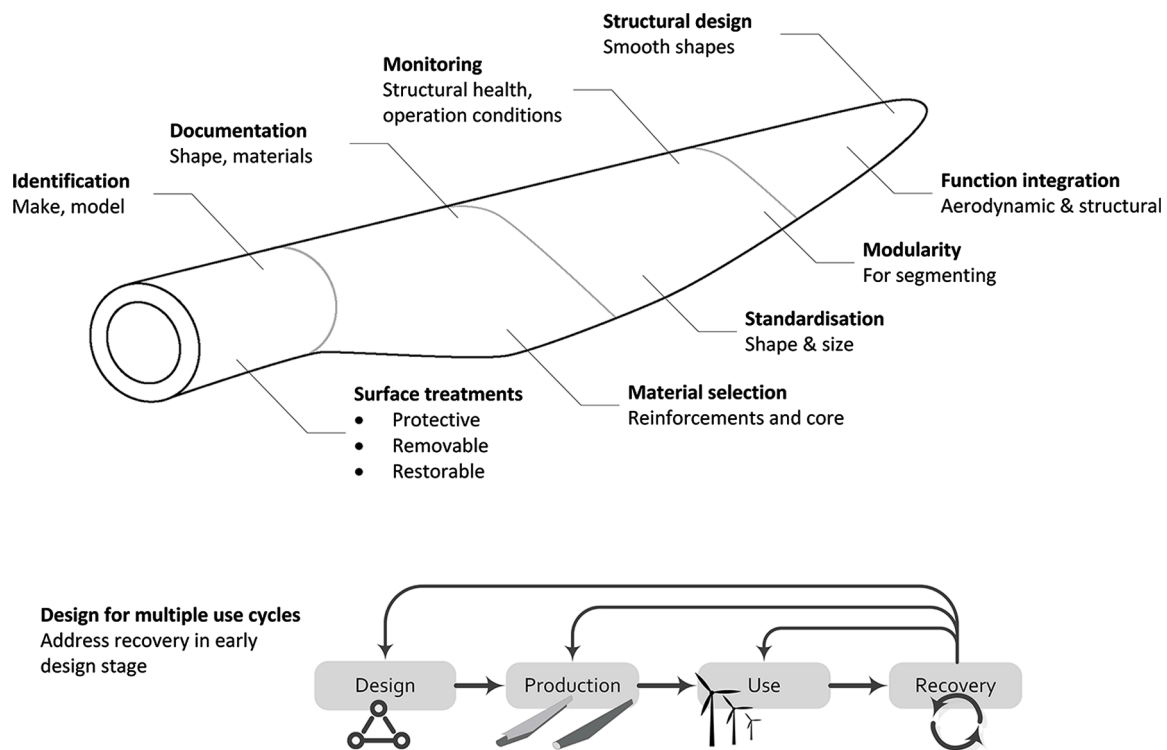 Structural design
Smooth shapes
Monitoring
Structural health,
operation conditions
Documentation
Shape, materials
Identification
Make, model
Function integration
Aerodynamic & structural
Modularity
For segmenting
Standardisation
Shape & size
Material selection
Reinforcements and core
Surface treatments
• Protective
• Removable
• Restorable
Design for multiple use cycles
Address recovery in early
design stage
Design
Production
Use
Recovery